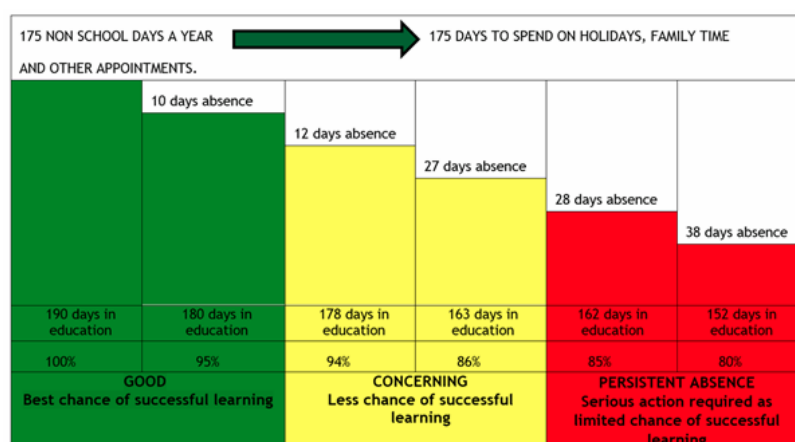 175 NON SCHOOL DAYS A YEAR 175 DAYS TO SPEND ON HOLIDAYS, FAMILY TIME
AND OTHER APPOINTMENTS.
10 days absence
12 days absence
27 days absence
28 days absence
38 days absence
190 days in education
180 days in education
178 days in education
163 days in education
162 days in education
152 days in education
100% 95% 94% 86% 85% 80%
GOOD
Best chance of successful learning
CONCERNING
Less chance of successful
learning
PERSISTENT ABSENCE
Serious action required as
limited chance of successful
learning